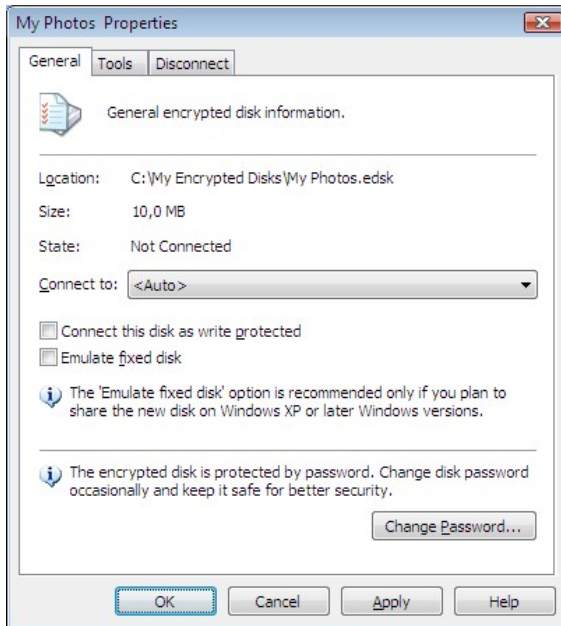 My Photos Properties
General Tools Disconnect
General encrypted disk information.
Location: C:\My Encrypted Disks\My Photos.edsk
Size: 10,0 MB
State: Not Connected
Connect to: <Auto>
Connect this disk as write protected
Emulate fixed disk
The 'Emulate fixed disk' option is recommended only if you plan to
share the new disk on Windows XP or later Windows versions.
The encrypted disk is protected by password. Change disk password
occasionally and keep it safe for better security.
Change Password...
OK Cancel Apply Help